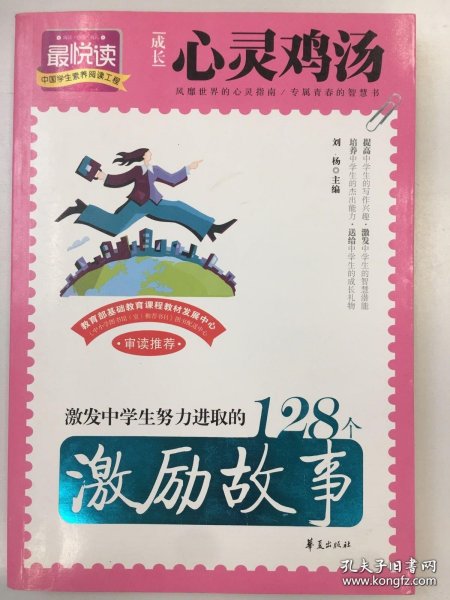 最悦读
中国学生素养阅读工程
[成长]
心灵鸡汤
风靡世界的心灵指南/专属青春的智慧书
提高中学生的写作兴趣·激发中学生的智慧潜能
培养中学生的杰出能力·送给中学生的成长礼物
刘 杨○主编
教育部基础教育课程教材发展中心
·审读推荐·
激发中学生努力进取的128个
激励故事
华夏出版社
孔夫子旧书网
www.kongfz.com